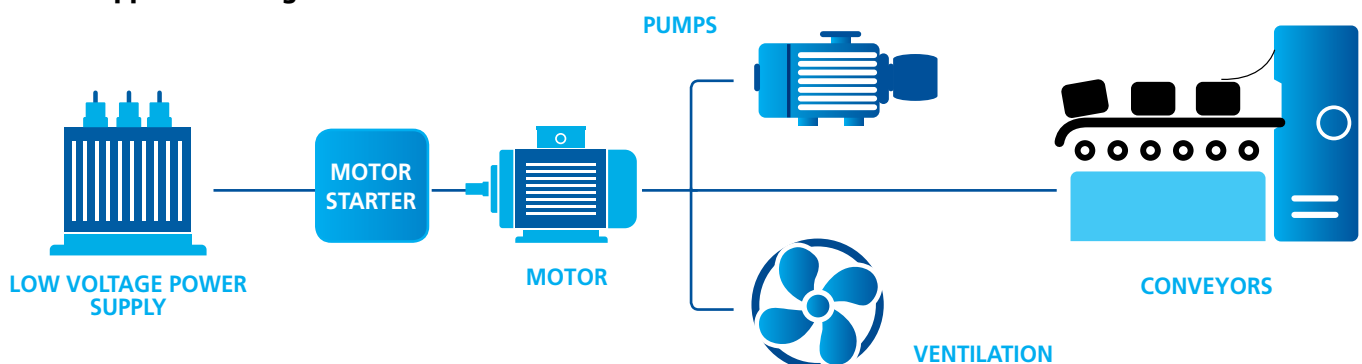 PUMPS
MOTOR
STARTER
LOW VOLTAGE POWER
SUPPLY
MOTOR
CONVEYORS
VENTILATION